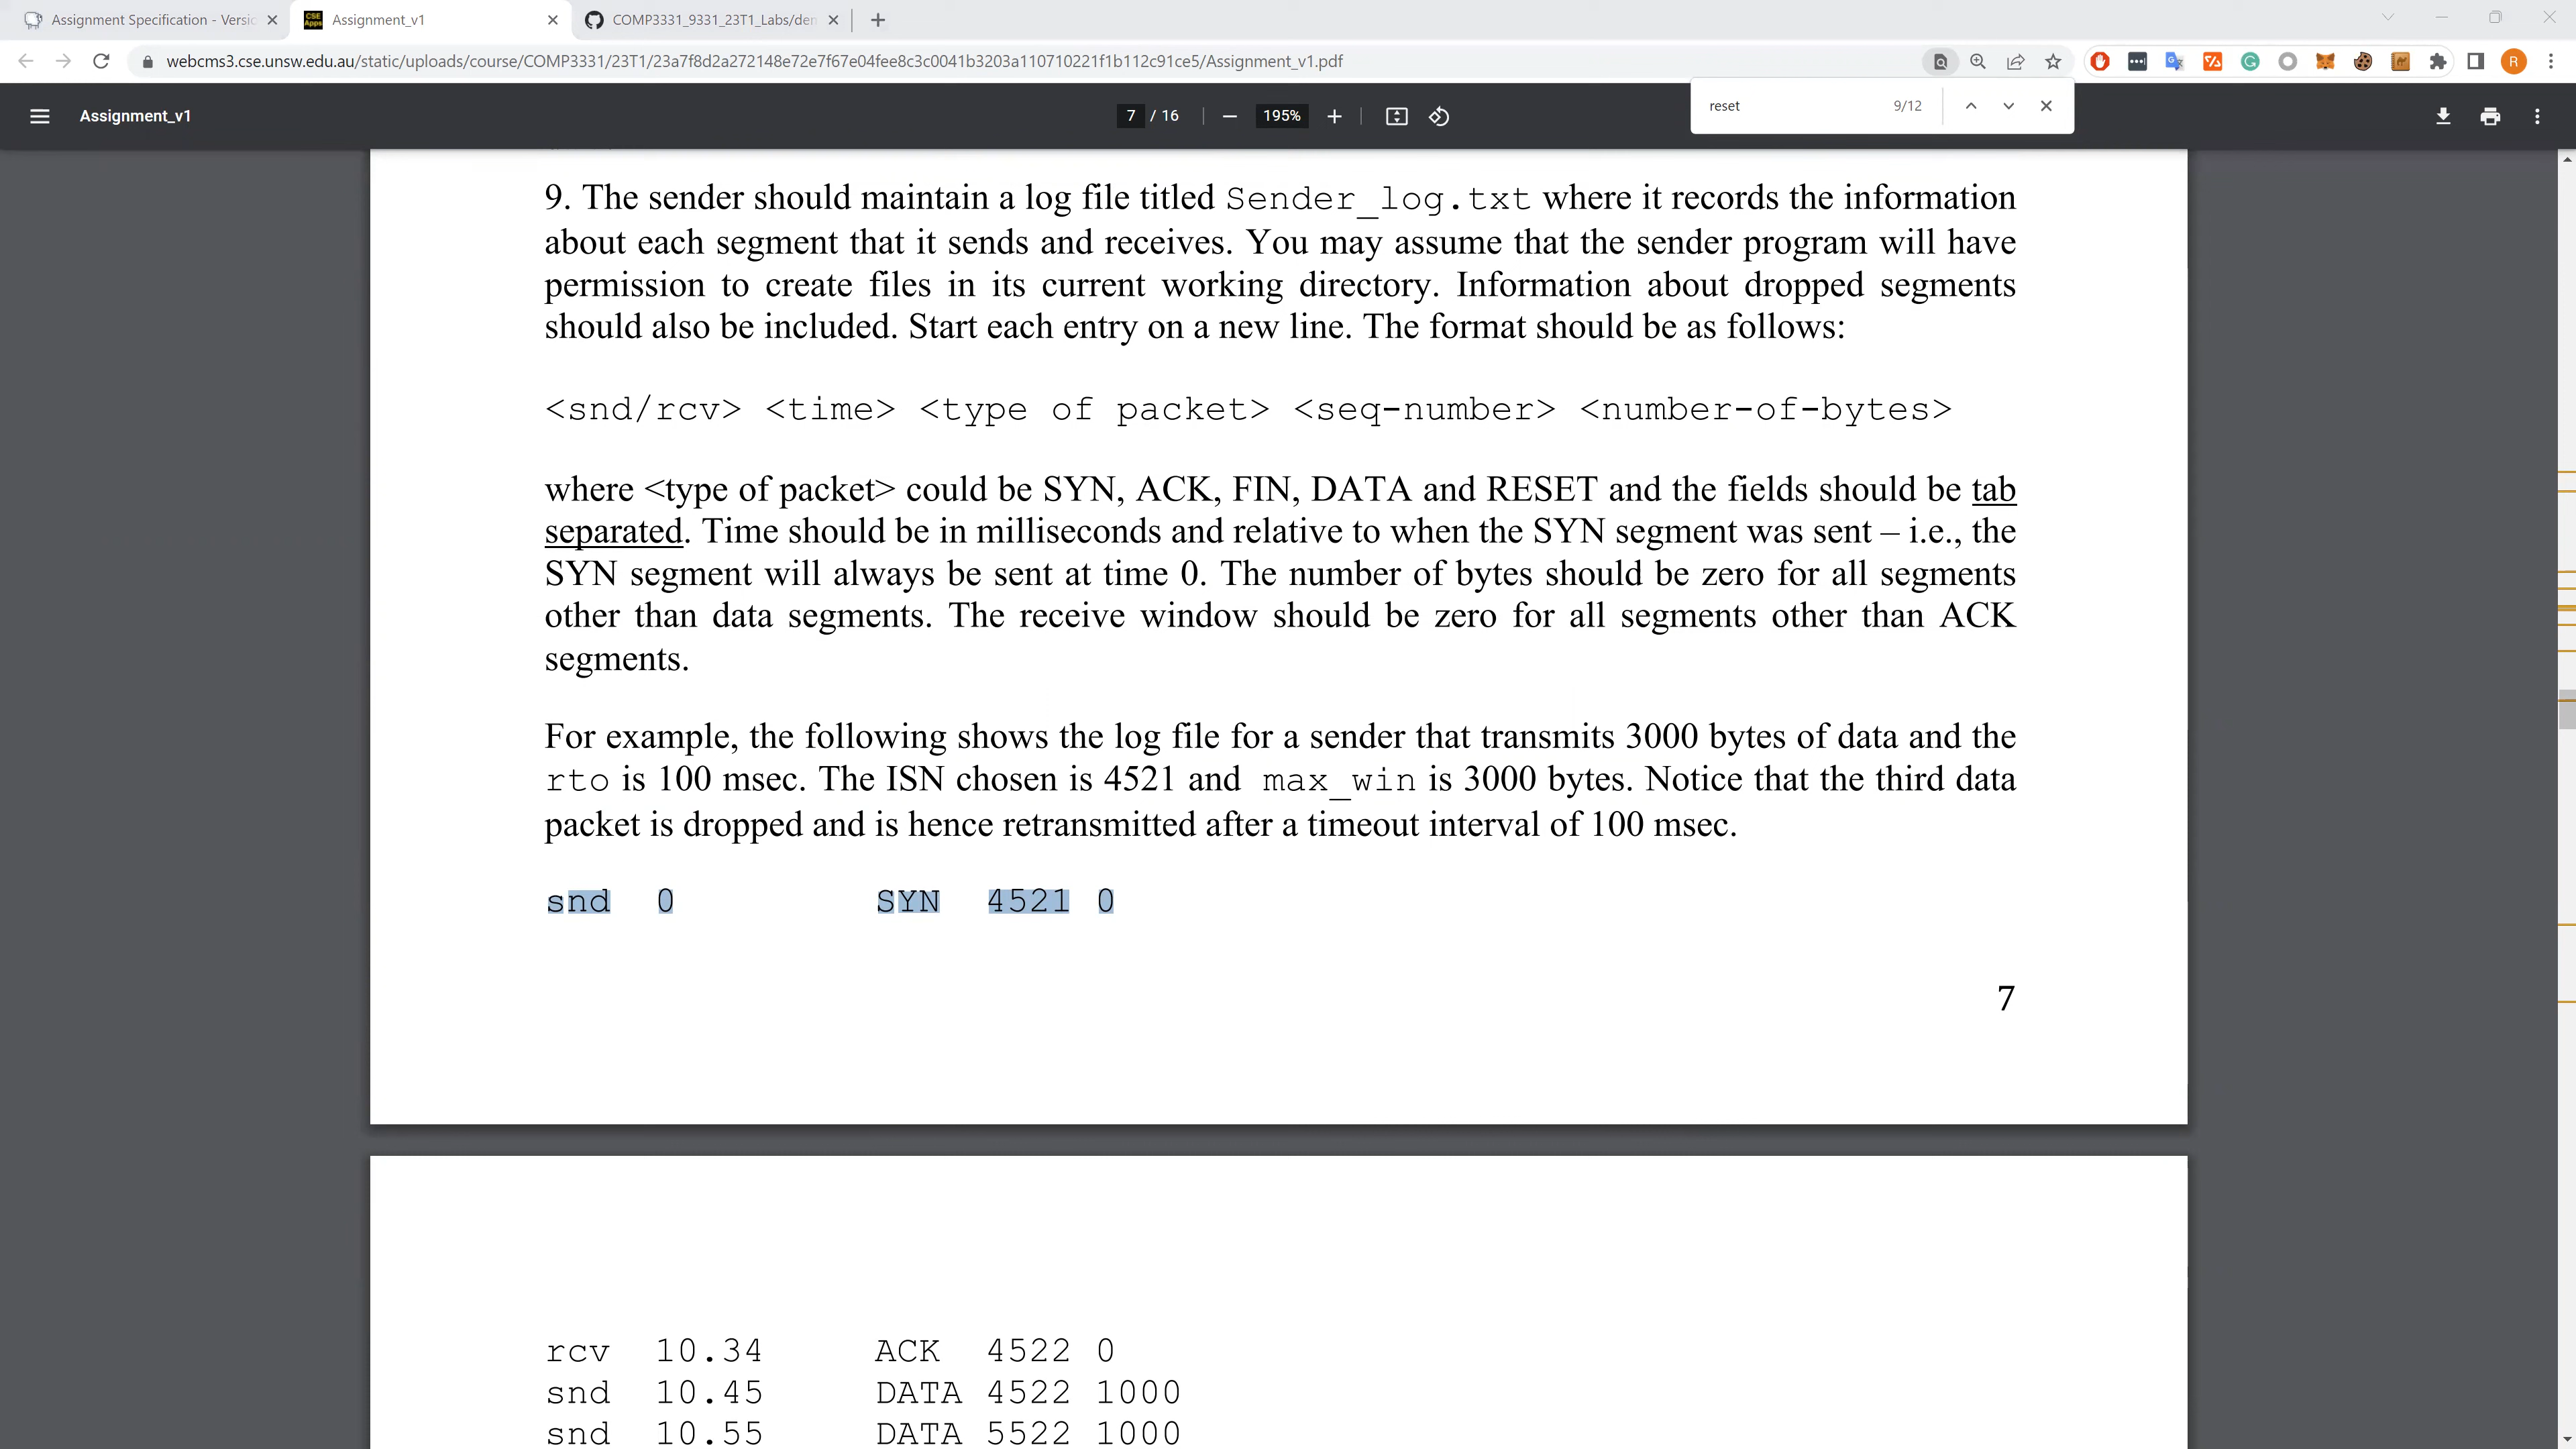 Assignment Specification - Versio
Assignment_v1
COMP3331_9331_23T1_Labs/den
webcms3.cse.unsw.edu.au/static/uploads/course/COMP3331/23T1/23a7f8d2a272148e72e7f67e04fee8c3c0041b3203a110710221f1b112c91ce5/Assignment_v1.pdf
R
Assignment_v1
7 / 16
195%
reset 9/12
9. The sender should maintain a log file titled Sender_log.txt where it records the information
about each segment that it sends and receives. You may assume that the sender program will have
permission to create files in its current working directory. Information about dropped segments
should also be included. Start each entry on a new line. The format should be as follows:
<snd/rcv> <time> <type of packet> <seq-number> <number-of-bytes>
where <type of packet> could be SYN, ACK, FIN, DATA and RESET and the fields should be tab
separated. Time should be in milliseconds and relative to when the SYN segment was sent – i.e., the
SYN segment will always be sent at time 0. The number of bytes should be zero for all segments
other than data segments. The receive window should be zero for all segments other than ACK
segments.
For example, the following shows the log file for a sender that transmits 3000 bytes of data and the
rto is 100 msec. The ISN chosen is 4521 and max_win is 3000 bytes. Notice that the third data
packet is dropped and is hence retransmitted after a timeout interval of 100 msec.
snd 0 SYN 4521 0
7
rcv 10.34 ACK 4522 0
snd 10.45 DATA 4522 1000
snd 10.55 DATA 5522 1000